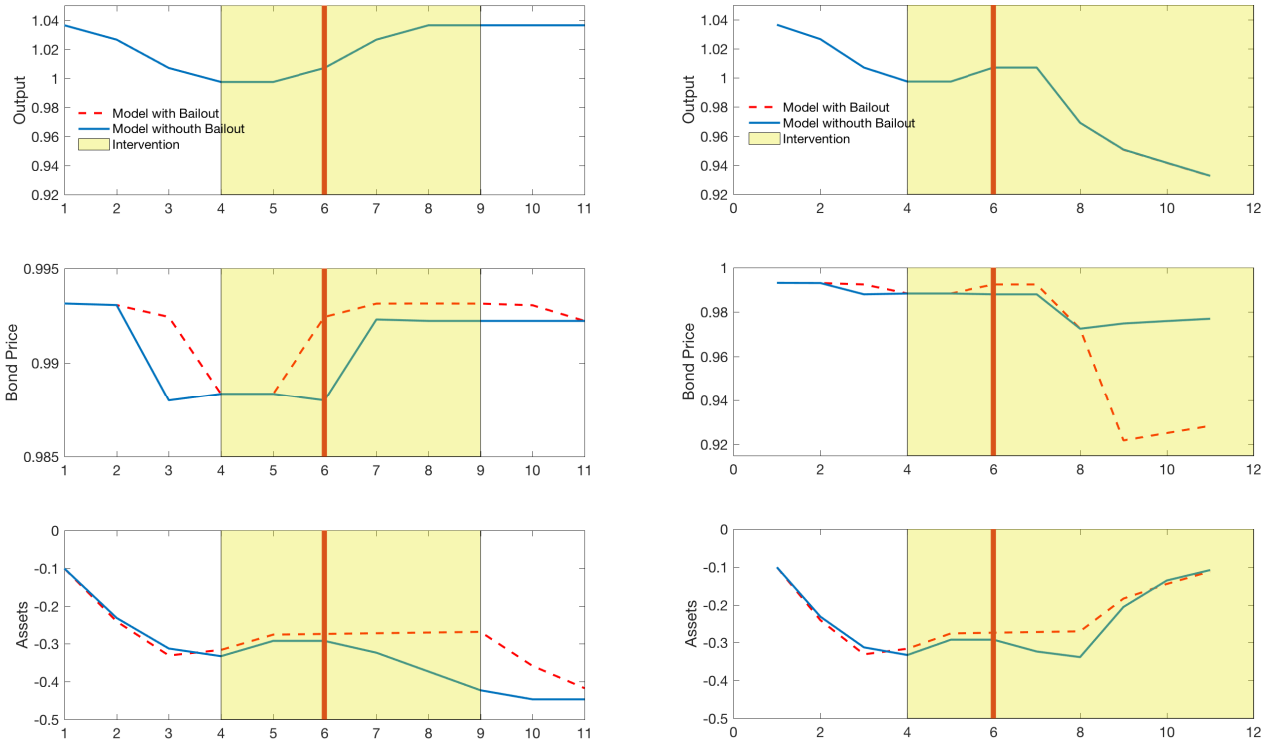 1.04
1.02
1
0.98
0.96
0.94
0.92
Output
Model with Bailout
Model withouth Bailout
Intervention
1 2 3 4 5 6 7 8 9 10 11
1.04
1.02
1
0.98
0.96
0.94
0.92
Output
Model with Bailout
Model withouth Bailout
Intervention
0 2 4 6 8 10 12
0.995
0.99
0.985
Bond Price
1 2 3 4 5 6 7 8 9 10 11
1
0.98
0.96
0.94
0.92
Bond Price
0 2 4 6 8 10 12
0
-0.1
-0.2
-0.3
-0.4
-0.5
Assets
1 2 3 4 5 6 7 8 9 10 11
0
-0.1
-0.2
-0.3
-0.4
-0.5
Assets
0 2 4 6 8 10 12